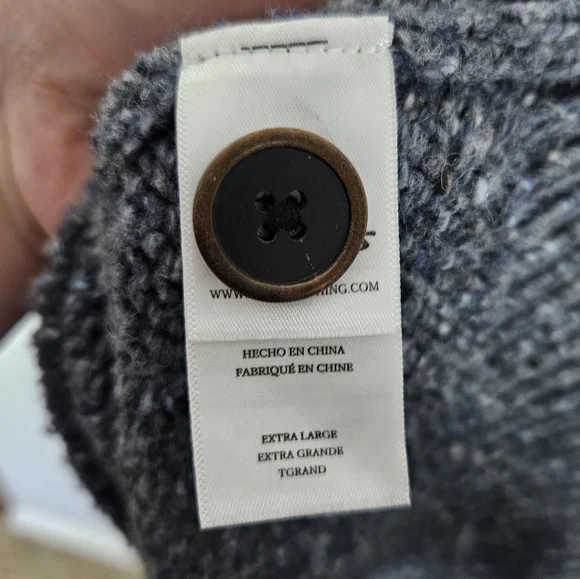 HECHO EN CHINA
FABRIQUÉ EN CHINE
EXTRA LARGE
EXTRA GRANDE
TGRAND